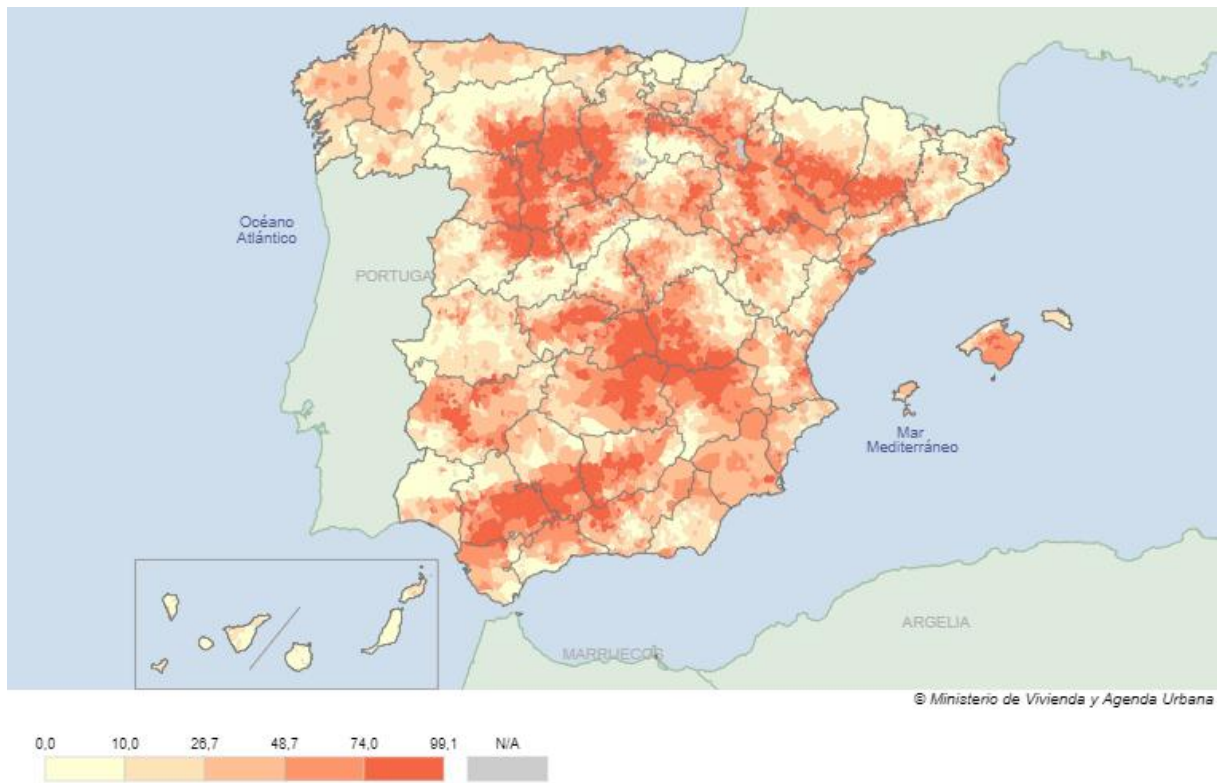 Océano
Atlántico
PORTUGA
Mar
Mediterráneo
ARGELIA
MARRUECOS
© Ministerio de Vivienda y Agenda Urbana
0,0 10,0 26,7 48,7 74,0 99,1 N/A